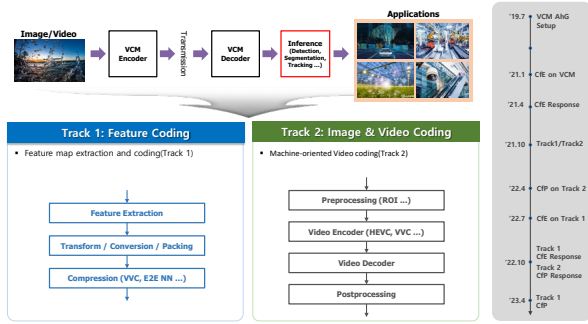 Image/Video
VCM
Encoder
Transmission
VCM
Decoder
Inference
(Detection,
Segmentation,
Tracking ...)
Applications
Track 1: Feature Coding
• Feature map extraction and coding(Track 1)
Feature Extraction
Transform / Conversion / Packing
Compression (VVC, E2E NN ...)
Track 2: Image & Video Coding
• Machine-oriented Video coding(Track 2)
Preprocessing (ROI ...)
Video Encoder (HEVC, VVC ...)
Video Decoder
Postprocessing
'19.7 VCM AhG
Setup
'21.1 CfE on VCM
'21.4 CfE Response
'21.10 Track1/Track2
'22.4 CfP on Track 2
'22.7 CfE on Track 1
Track 1
'22.10 CfE Response
Track 2
CfP Response
'23.4 Track 1
CfP